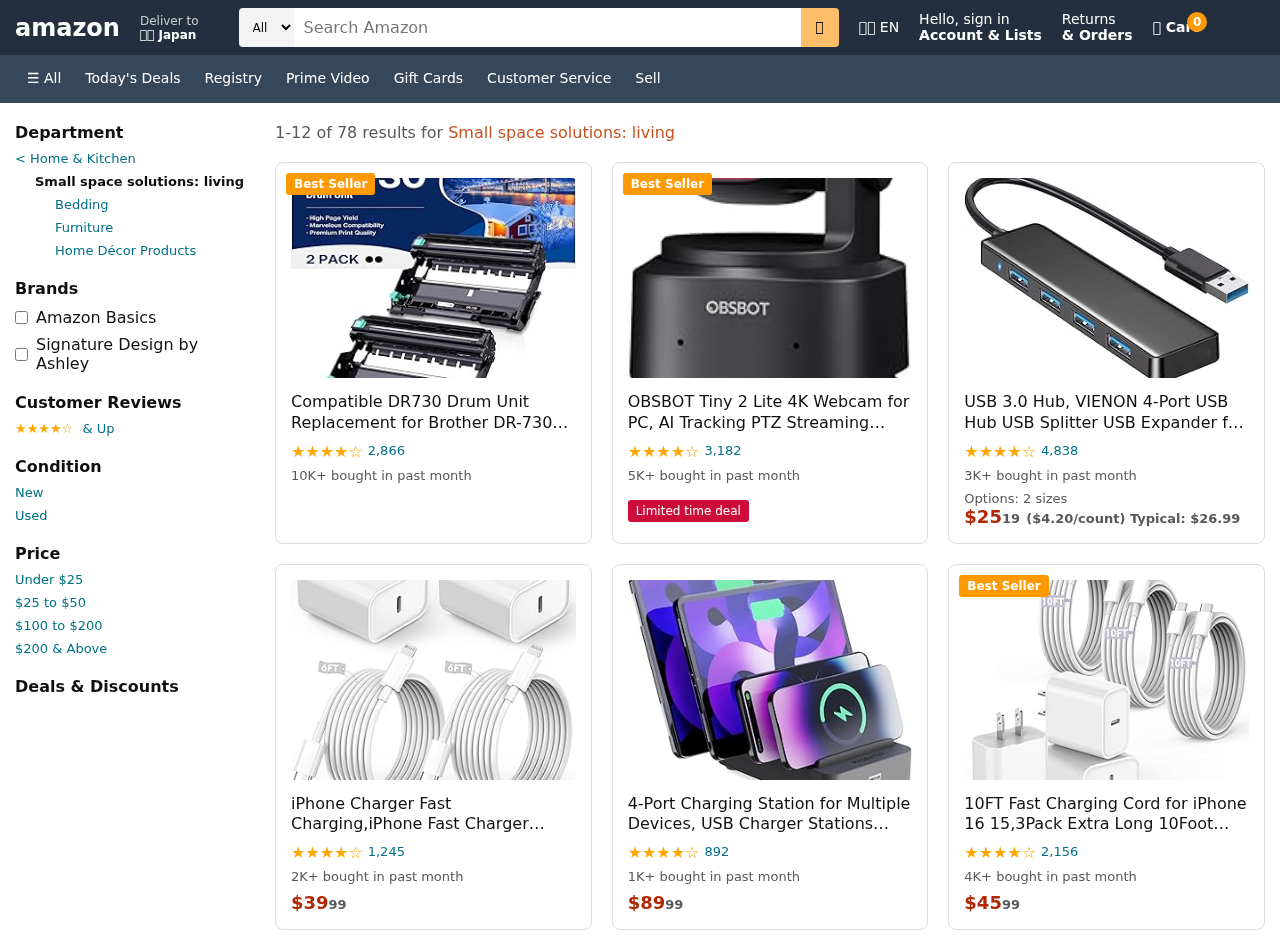 amazon
Deliver to
Japan
All
Search Amazon
EN
Hello, sign in
Account & Lists
Returns
& Orders
0
☰ All
Today's Deals
Registry
Prime Video
Gift Cards
Customer Service
Sell
Department
< Home & Kitchen
Small space solutions: living
Bedding
Furniture
Home Décor Products
Brands
Amazon Basics
Signature Design by
Ashley
Customer Reviews
★★★★☆ & Up
Condition
New
Used
Price
Under $25
$25 to $50
$100 to $200
$200 & Above
Deals & Discounts
1-12 of 78 results for Small space solutions: living
Best Seller
Drum Unit
· High Page Yield
· Marvelous Compatibility
· Premium Print Quality
2 PACK
Compatible DR730 Drum Unit
Replacement for Brother DR-730...
★★★★☆ 2,866
10K+ bought in past month
Best Seller
OBSBOT
OBSBOT Tiny 2 Lite 4K Webcam for
PC, AI Tracking PTZ Streaming...
★★★★☆ 3,182
5K+ bought in past month
Limited time deal
USB 3.0 Hub, VIENON 4-Port USB
Hub USB Splitter USB Expander f...
★★★★☆ 4,838
3K+ bought in past month
Options: 2 sizes
$25 19 ($4.20/count) Typical: $26.99
6FT
6FT
iPhone Charger Fast
Charging,iPhone Fast Charger...
★★★★☆ 1,245
2K+ bought in past month
$39 99
4-Port Charging Station for Multiple
Devices, USB Charger Stations...
★★★★☆ 892
1K+ bought in past month
$89 99
Best Seller
10FT
10FT
10FT
10FT Fast Charging Cord for iPhone
16 15,3Pack Extra Long 10Foot...
★★★★☆ 2,156
4K+ bought in past month
$45 99